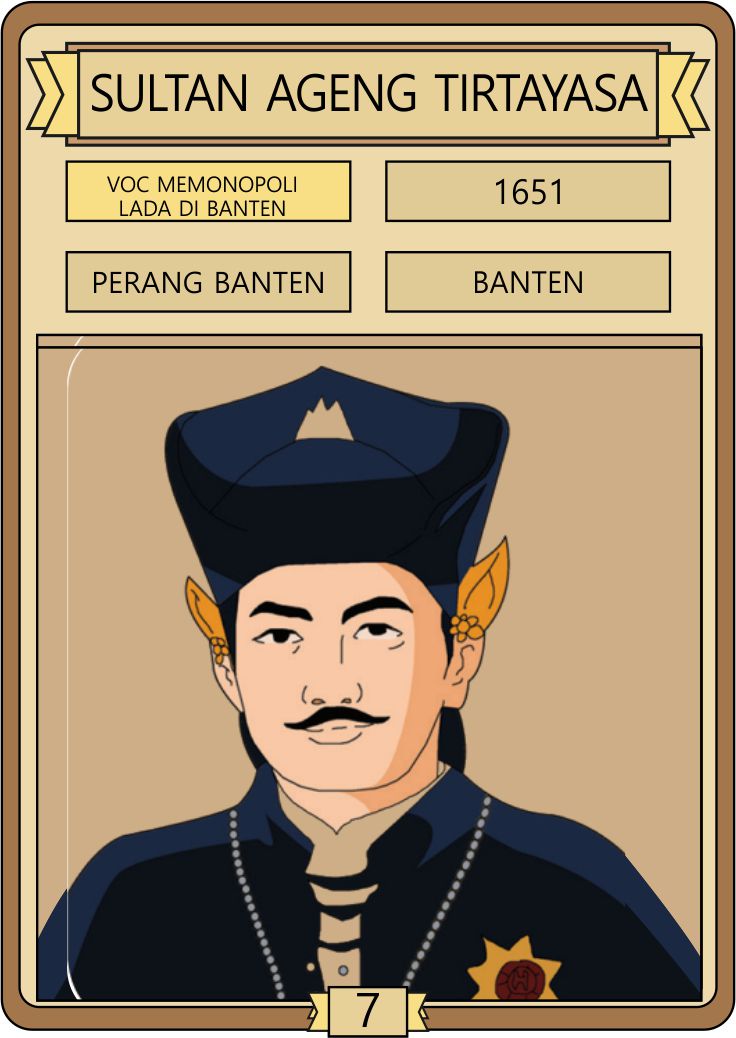 SULTAN AGENG TIRTAYASA
VOC MEMONOPOLI
LADA DI BANTEN
1651
PERANG BANTEN
BANTEN
7